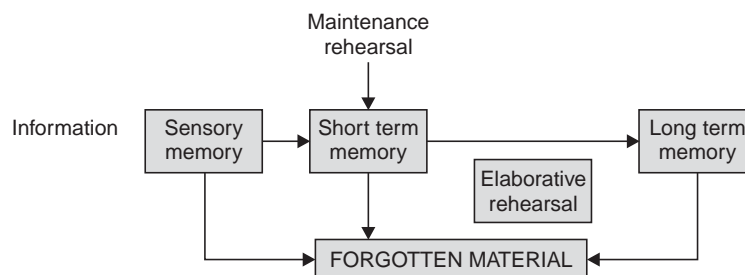 Maintenance
rehearsal
Information
Sensory
memory
Short term
memory
Long term
memory
Elaborative
rehearsal
FORGOTTEN MATERIAL